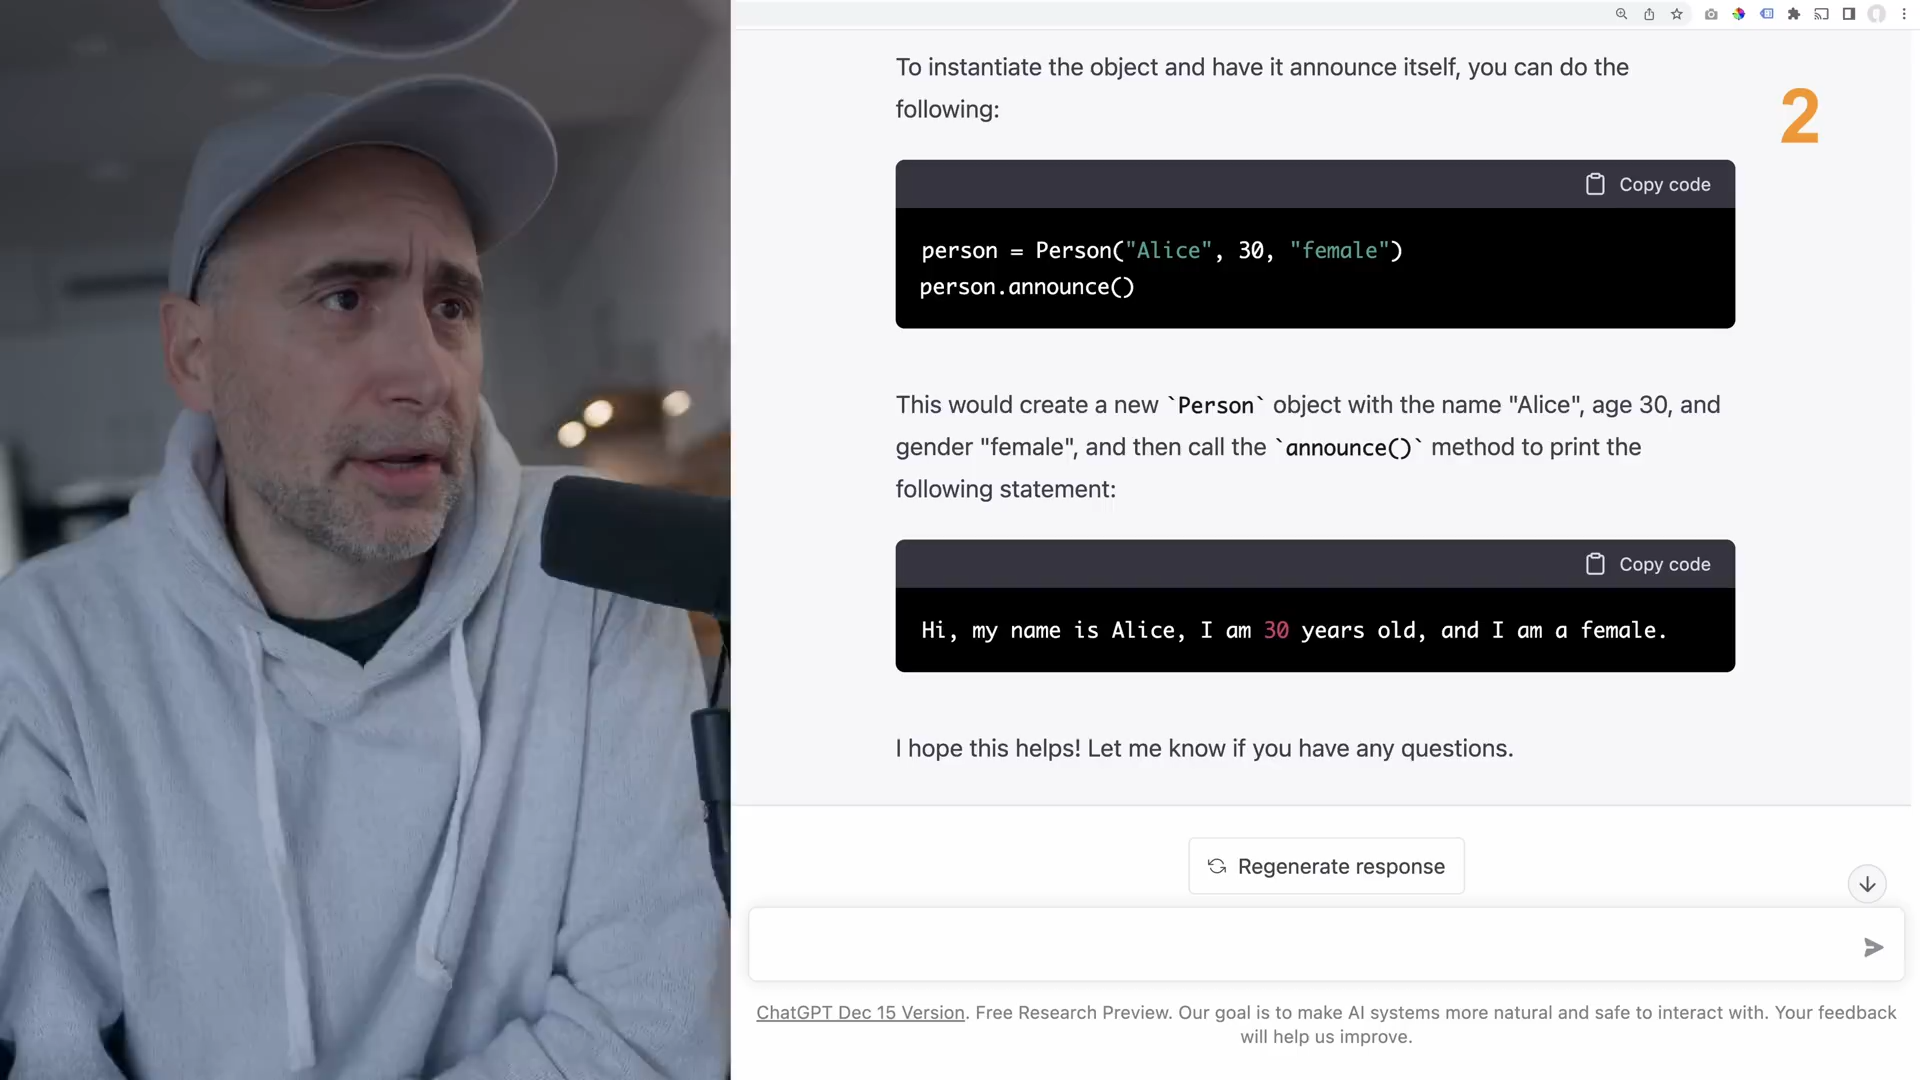 To instantiate the object and have it announce itself, you can do the
following:
2
Copy code
person = Person("Alice", 30, "female")
person.announce()
This would create a new `Person` object with the name "Alice", age 30, and
gender "female", and then call the `announce()` method to print the
following statement:
Copy code
Hi, my name is Alice, I am 30 years old, and I am a female.
I hope this helps! Let me know if you have any questions.
Regenerate response
ChatGPT Dec 15 Version. Free Research Preview. Our goal is to make AI systems more natural and safe to interact with. Your feedback
will help us improve.